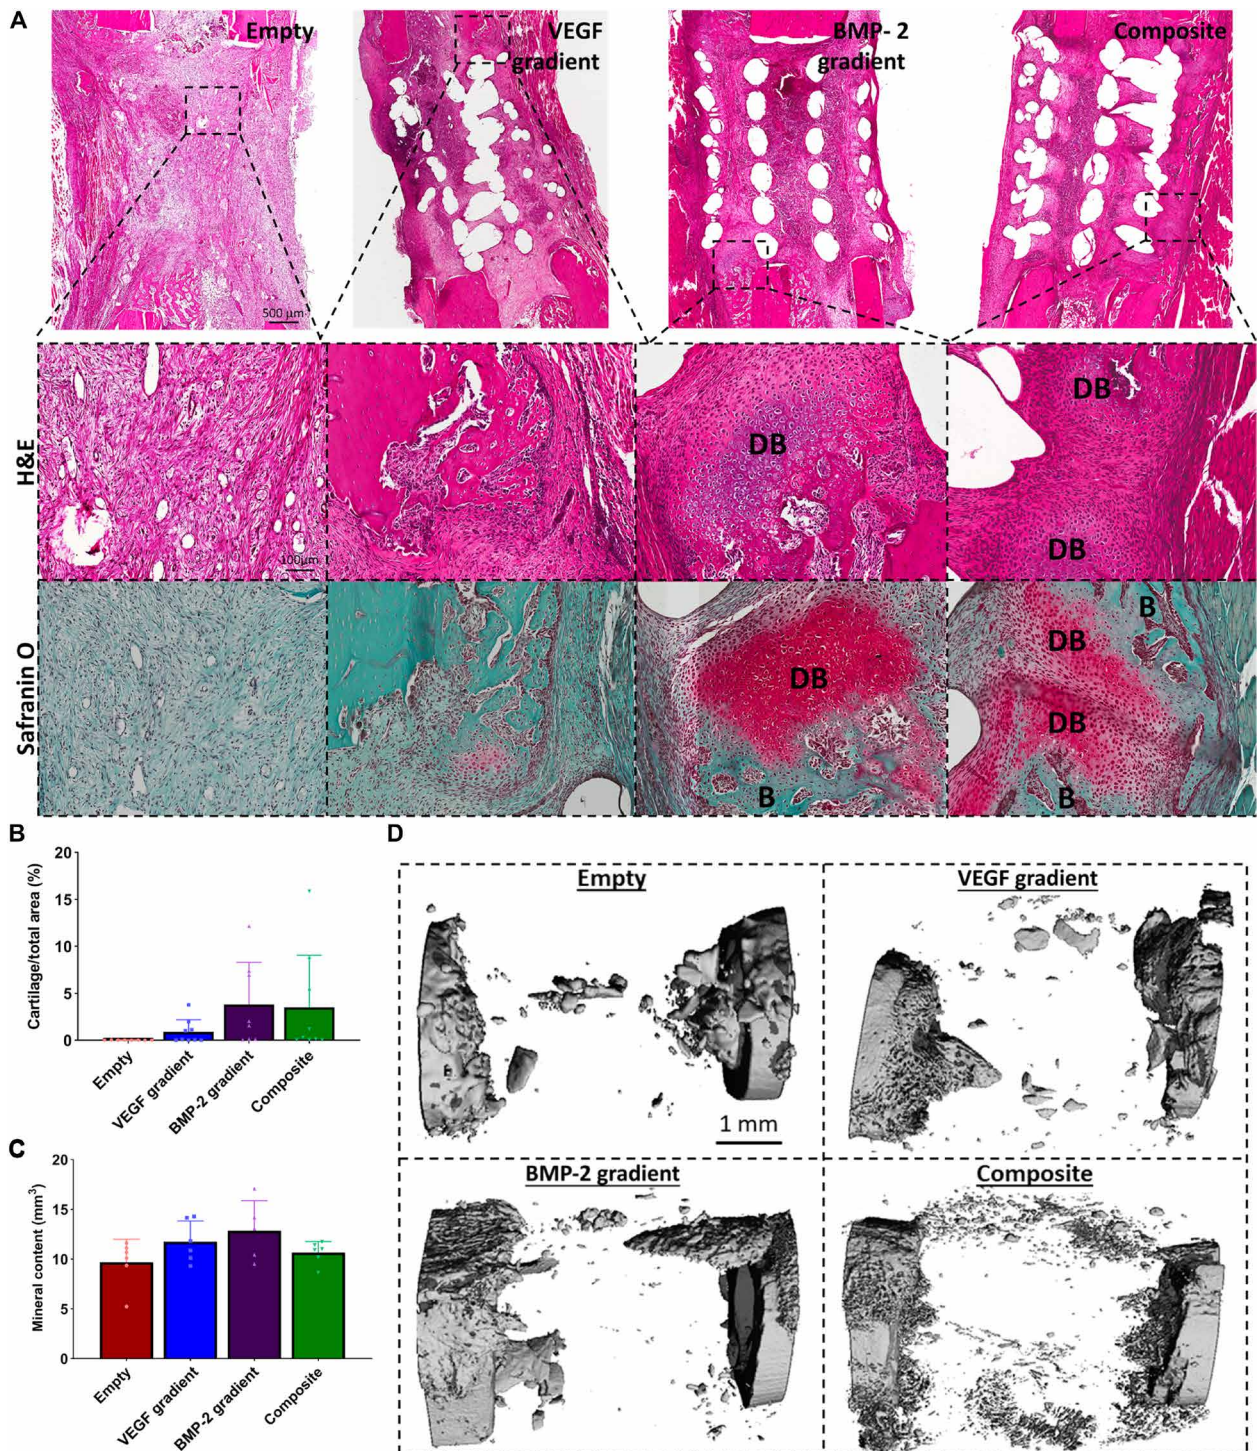 A
Empty
VEGF
gradient
BMP- 2
gradient
Composite
500 µm
H&E
DB
DB
DB
100µm
Safranin O
DB
B
B
DB
DB
B
B
Cartilage/total area (%)
20
15
10
5
0
Empty
VEGF gradient
BMP-2 gradient
Composite
C
Mineral content (mm³)
20
15
10
5
0
Empty
VEGF gradient
BMP-2 gradient
Composite
D
Empty
1 mm
VEGF gradient
BMP-2 gradient
Composite